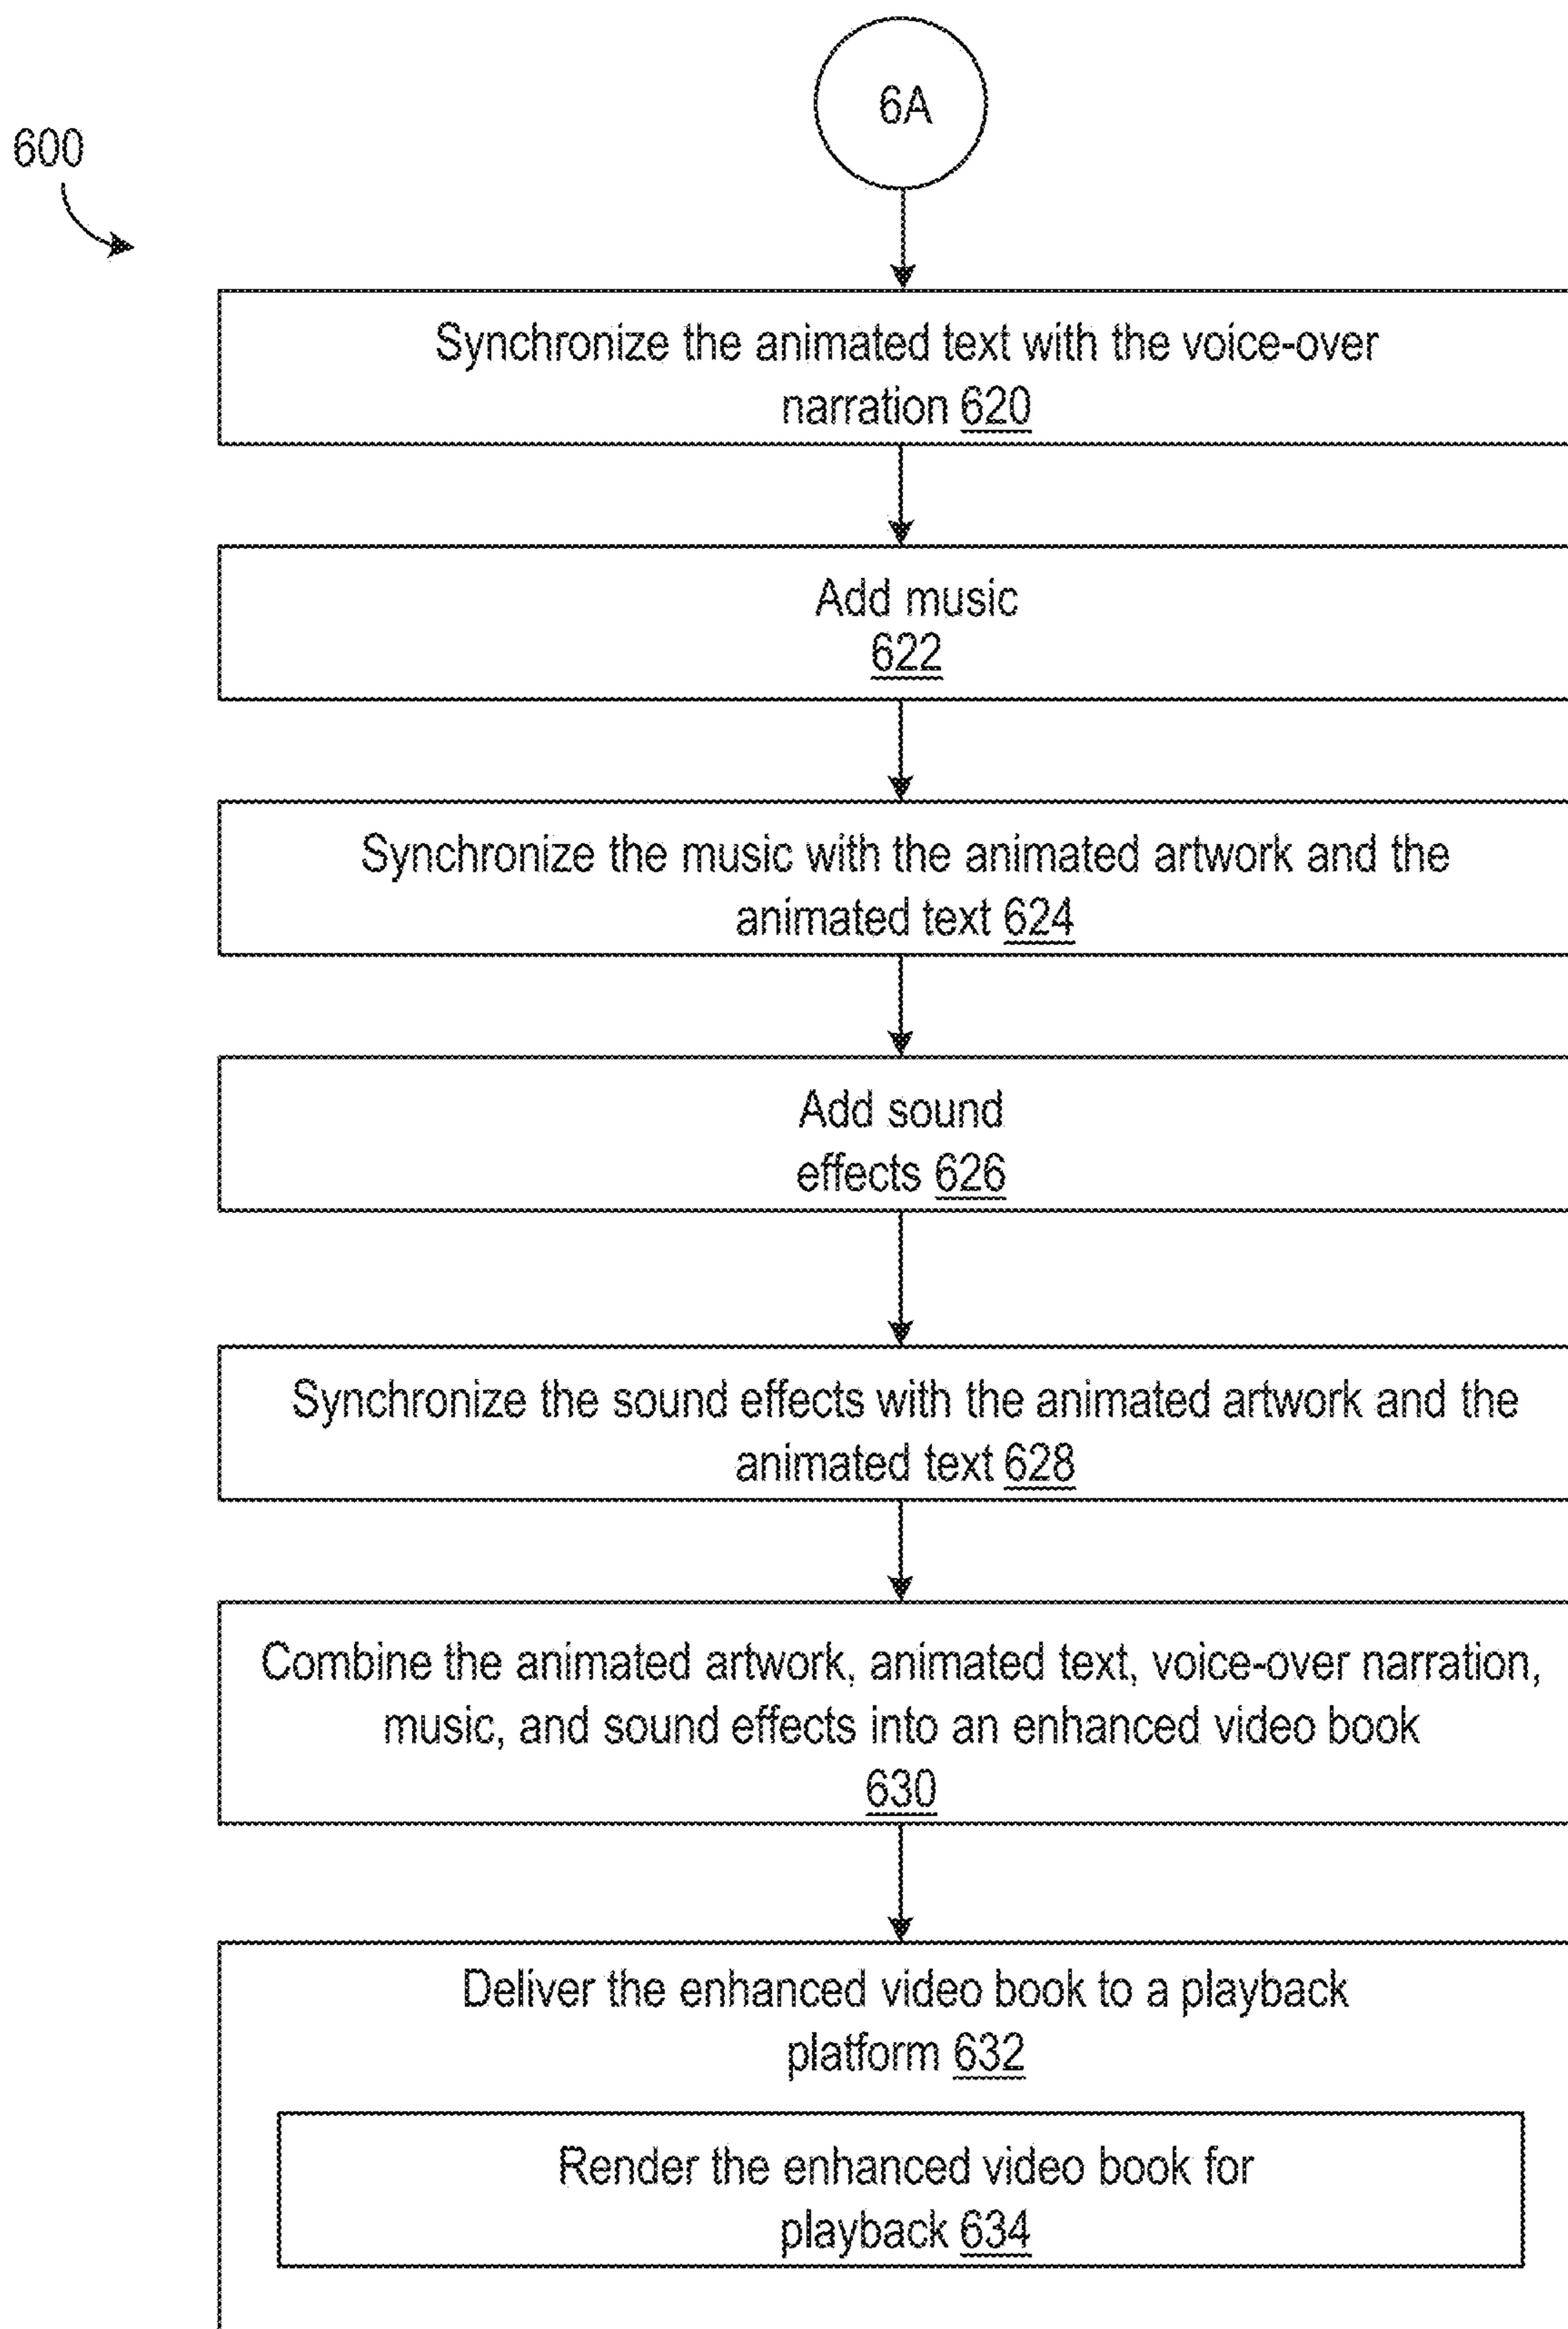 6A
600
Synchronize the animated text with the voice-over
narration 620
Add music
622
Synchronize the music with the animated artwork and the
animated text 624
Add sound
effects 626
Synchronize the sound effects with the animated artwork and the
animated text 628
Combine the animated artwork, animated text, voice-over narration,
music, and sound effects into an enhanced video book
630
Deliver the enhanced video book to a playback
platform 632
Render the enhanced video book for
playback 634